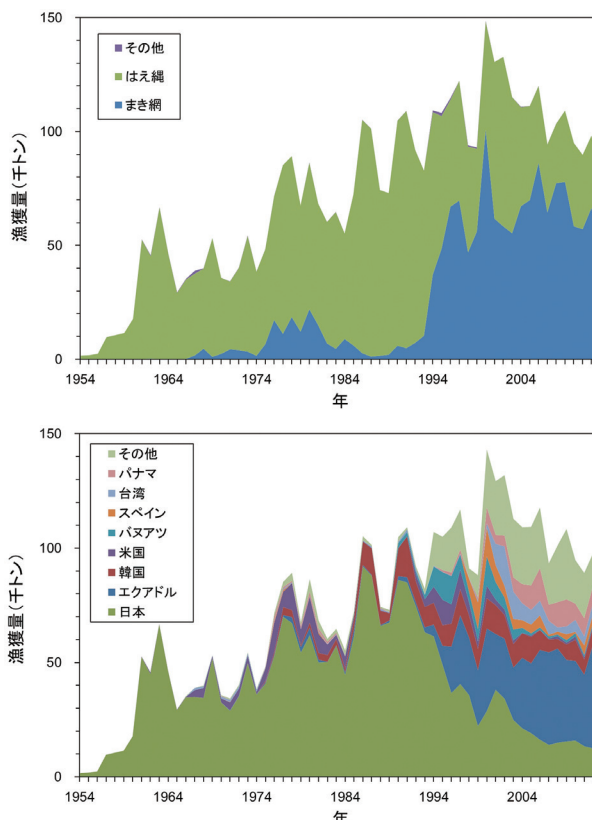 150
100
50
0
漁獲量(千トン)
その他
はえ縄
まき網
1954 1964 1974 1984 1994 2004
年
150
100
50
0
漁獲量(千トン)
その他
パナマ
台湾
スペイン
バヌアツ
米国
韓国
エクアドル
日本
1954 1964 1974 1984 1994 2004
年